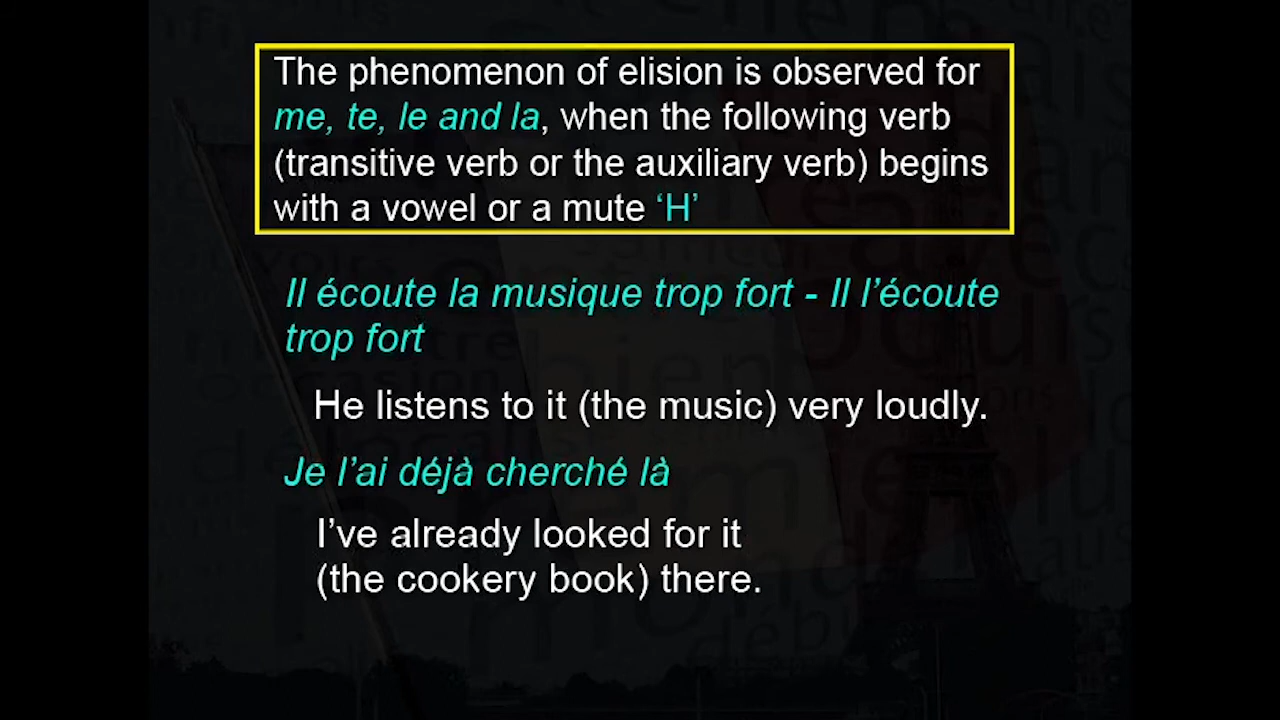 The phenomenon of elision is observed for
me, te, le and la, when the following verb
(transitive verb or the auxiliary verb) begins
with a vowel or a mute ‘H’
Il écoute la musique trop fort - Il l’écoute
trop fort
He listens to it (the music) very loudly.
Je l’ai déjà cherché là
I’ve already looked for it
(the cookery book) there.